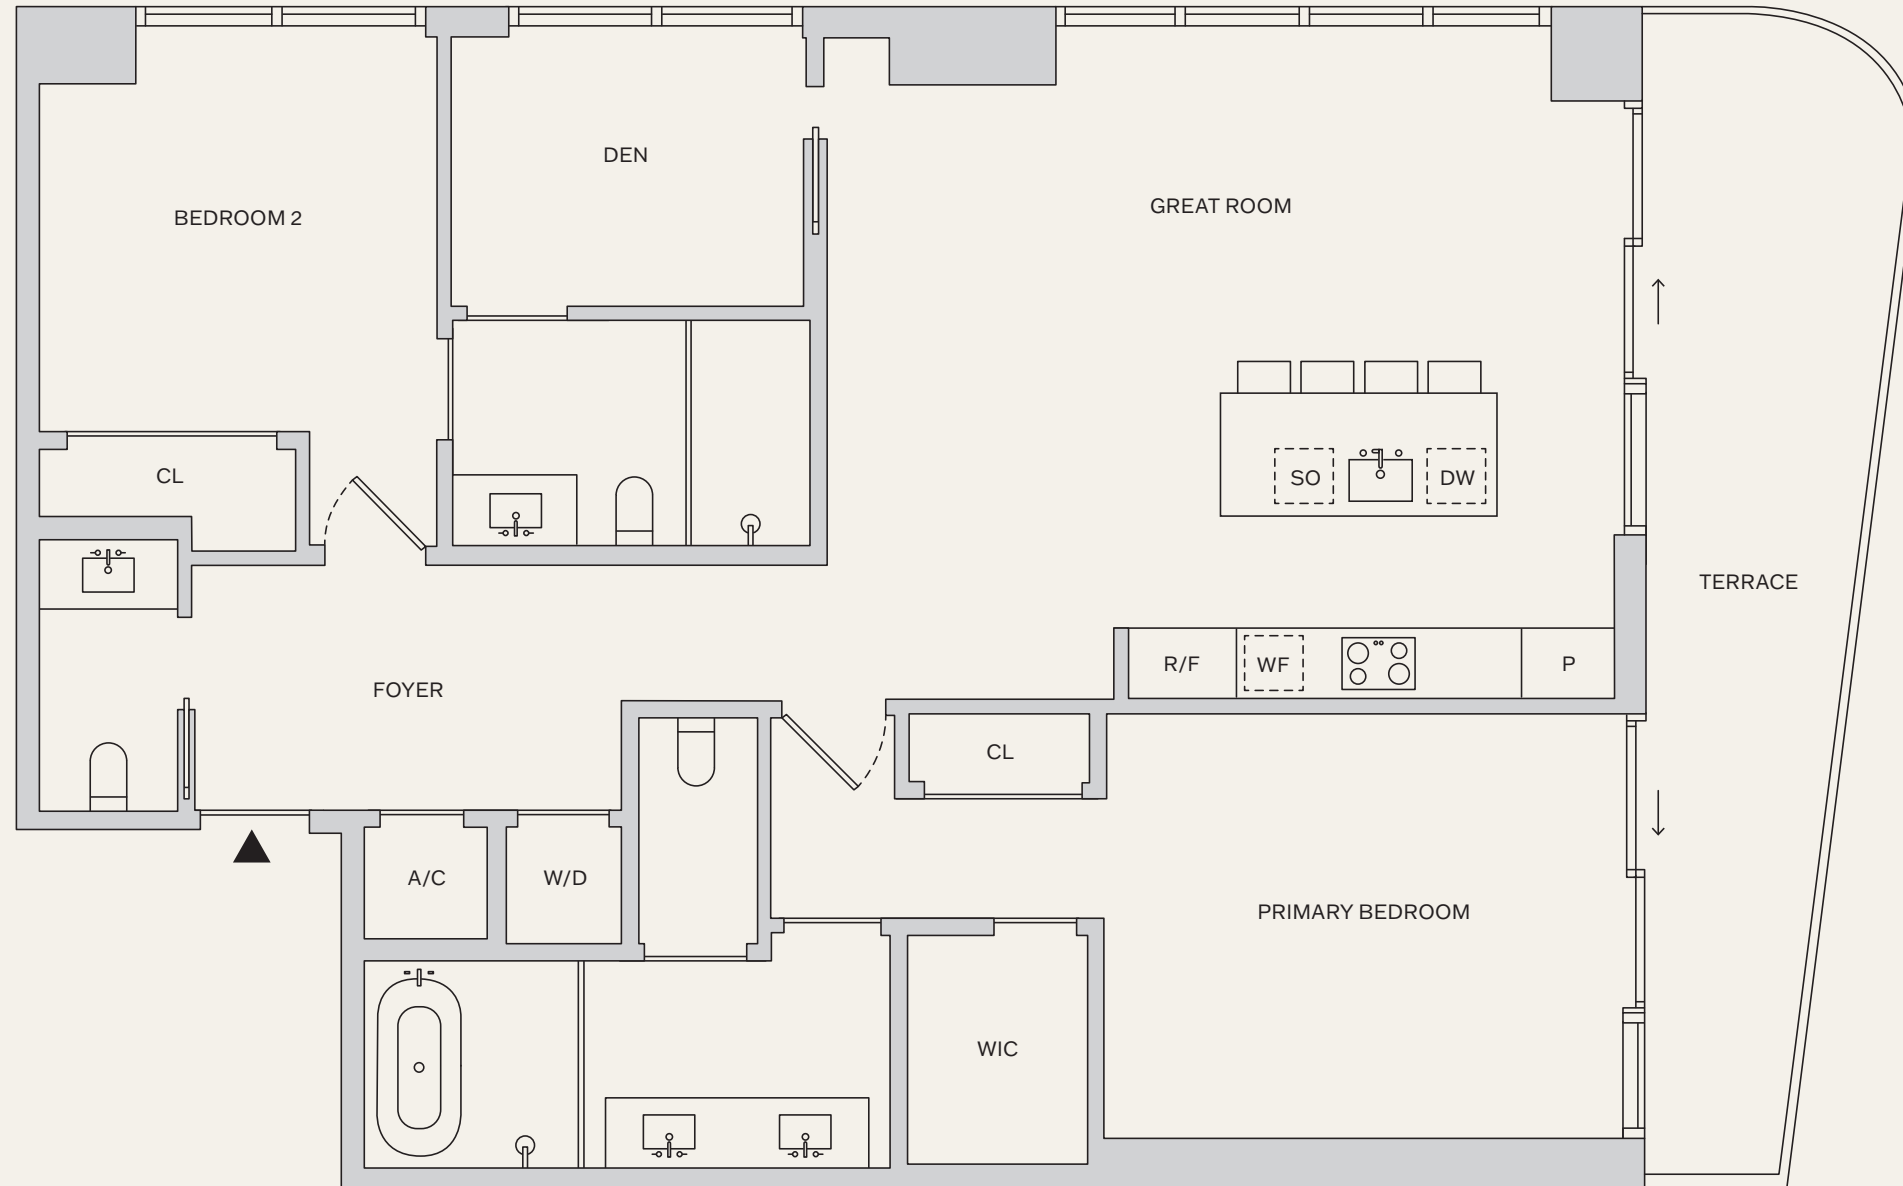 DEN
GREAT ROOM
BEDROOM 2
CL
SO
DW
TERRACE
R/F
WF
P
FOYER
CL
A/C
W/D
PRIMARY BEDROOM
WIC